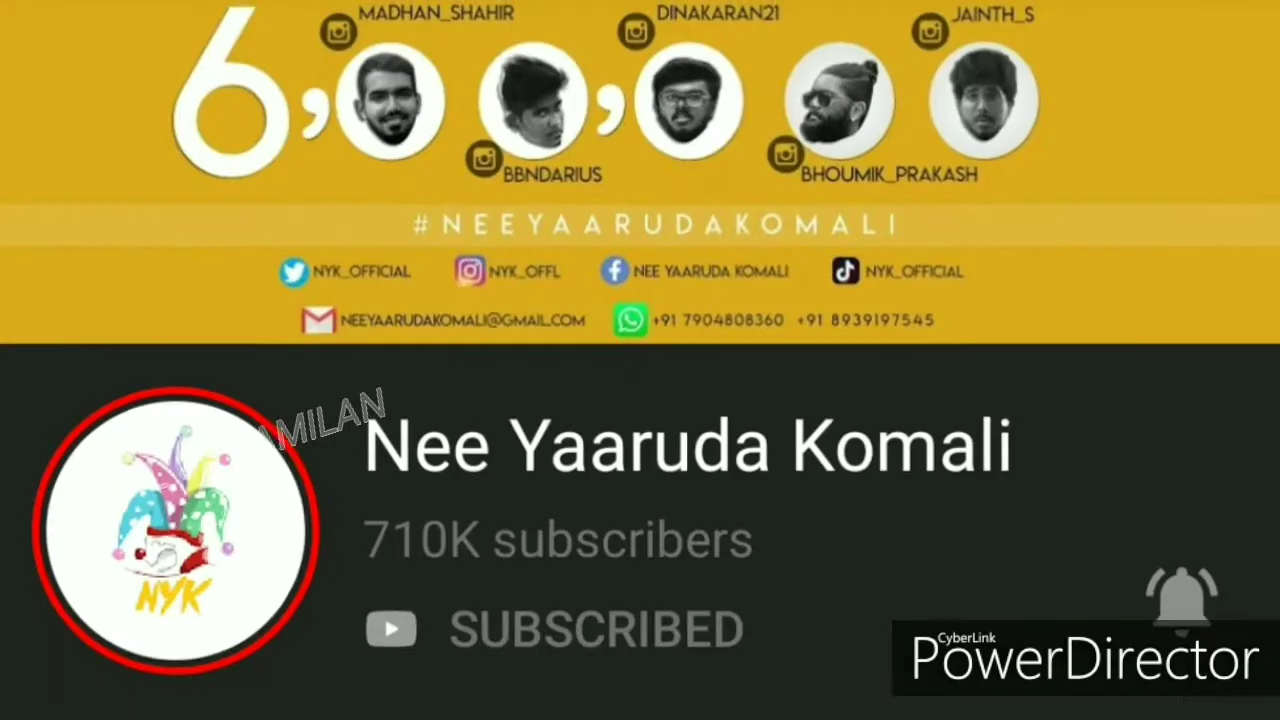 MADHAN_SHAHIR
DINAKARAN21
JAINTH_S
6,
,
BBNDARIUS
BHOUMIK_PRAKASH
#NEEYAARUDAKOMALI
NYK_OFFICIAL NYK_OFFL NEE YAARUDA KOMALI NYK_OFFICIAL
NEEYAARUDAKOMALI@GMAIL.COM +91 7904808360 +91 8939197545
AMILAN
Nee Yaaruda Komali
710K subscribers
NYK
SUBSCRIBED
CyberLink
PowerDirector